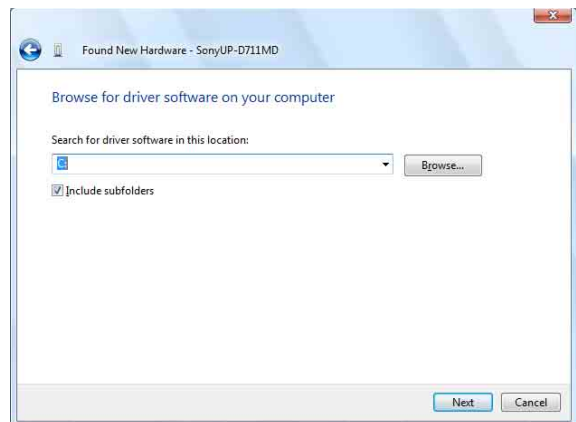 Found New Hardware - SonyUP-D711MD
Browse for driver software on your computer
Search for driver software in this location:
C:
Browse...
Include subfolders
Next
Cancel